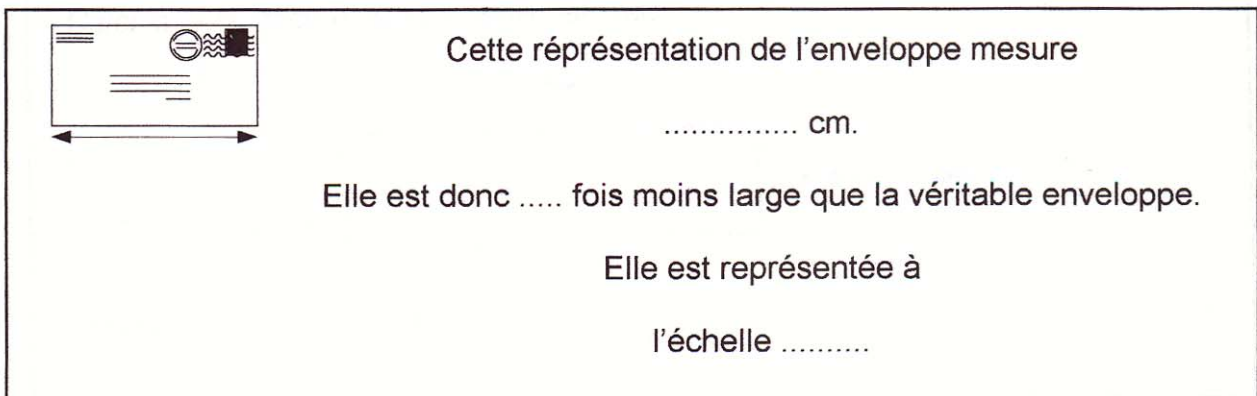 Cette réprésentation de l'enveloppe mesure
............... cm.
Elle est donc ..... fois moins large que la véritable enveloppe.
Elle est représentée à
l'échelle ..........